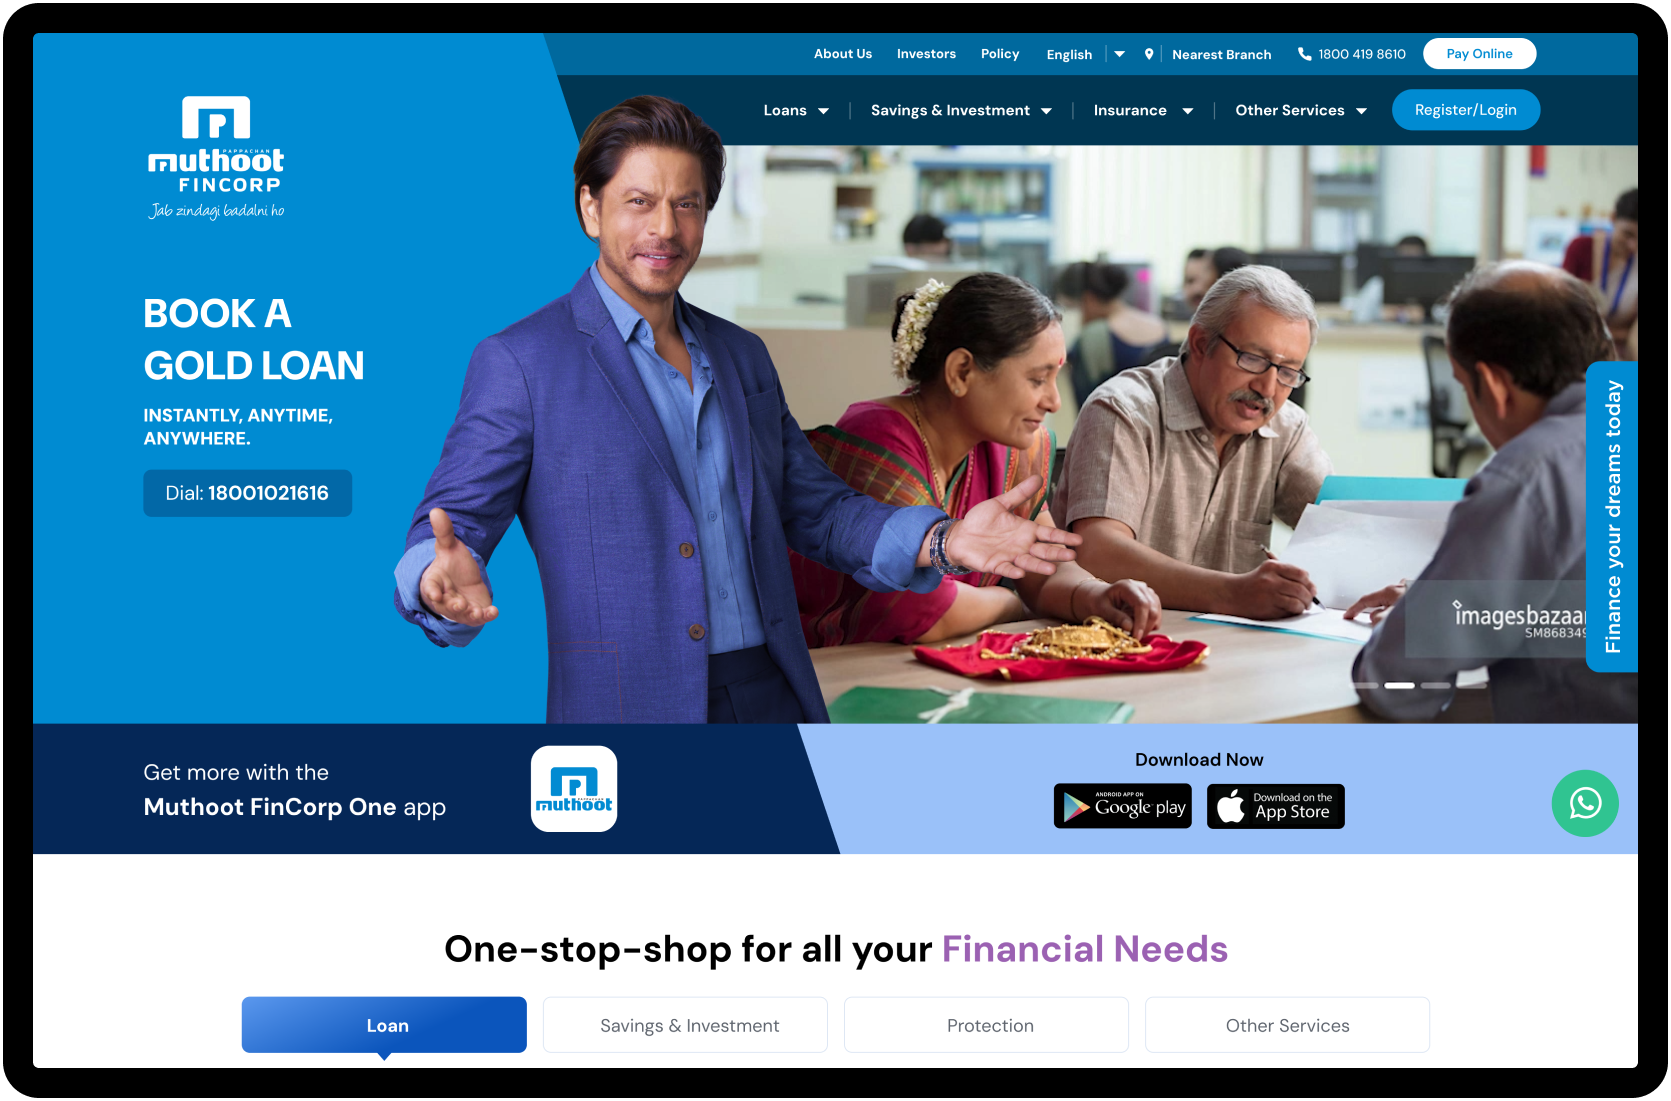 About Us
Investors
Policy
English
Nearest Branch
1800 419 8610
Pay Online
Loans
Savings & Investment
Insurance
Other Services
Register/Login
P
PAPPACHAN
muthoot
FINCORP
Jab zindagi badalni ho
BOOK A
GOLD LOAN
INSTANTLY, ANYTIME,
ANYWHERE.
Dial: 18001021616
Finance your dreams today
imagesbazaar
SM868349
Get more with the
Muthoot FinCorp One app
P
PAPPACHAN
muthoot
Download Now
ANDROID APP ON
Google play
Download on the
App Store
One-stop-shop for all your Financial Needs
Loan
Savings & Investment
Protection
Other Services